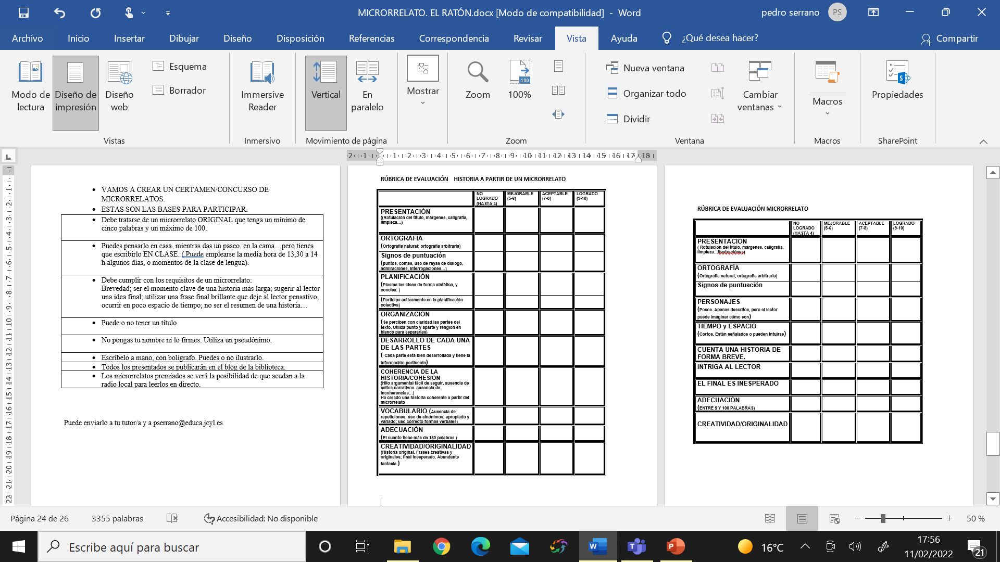 MICRORRELATO. EL RATÓN.docx [Modo de compatibilidad] - Word
pedro serrano
PS
Archivo
Inicio
Insertar
Dibujar
Diseño
Disposición
Referencias
Correspondencia
Revisar
Vista
Ayuda
¿Qué desea hacer?
Compartir
Modo de lectura
Diseño de impresión
Diseño web
Esquema
Borrador
Vistas
Immersive Reader
Inmersivo
Vertical
En paralelo
Movimiento de página
Mostrar
Zoom
100
100%
Zoom
Nueva ventana
Organizar todo
Dividir
Cambiar ventanas
Ventana
Macros
Macros
Propiedades
SharePoint
L
2 1 1 2 3 4 5 6 7 8 9 10 11 12 13 14 15 16 17 18
1 2 3 4 5 6 7 8 9 10 11 12 13 14 15 16 17 18 19 20 21 22
• VAMOS A CREAR UN CERTAMEN/CONCURSO DE
MICRORRELATOS.
• ESTAS SON LAS BASES PARA PARTICIPAR.
• Debe tratarse de un microrrelato ORIGINAL que tenga un mínimo de
cinco palabras y un máximo de 100.
• Puedes pensarlo en casa, mientras das un paseo, en la cama…pero tienes
que escribirlo EN CLASE. ( Puede emplearse la media hora de 13,30 a 14
h algunos días, o momentos de la clase de lengua).
• Debe cumplir con los requisitos de un microrrelato:
Brevedad; ser el momento clave de una historia más larga; sugerir al lector
una idea final; utilizar una frase final brillante que deje al lector pensativo,
ocurrir en poco espacio de tiempo; no ser el resumen de una historia…
• Puede o no tener un título
• No pongas tu nombre ni lo firmes. Utiliza un pseudónimo.
• Escríbelo a mano, con bolígrafo. Puedes o no ilustrarlo.
• Todos los presentados se publicarán en el blog de la biblioteca.
• Los microrrelatos premiados se verá la posibilidad de que acudan a la
radio local para leerlos en directo.
Puede enviarlo a tu tutor/a y a pserrano@educa.jcyl.es
RÚBRICA DE EVALUACIÓN HISTORIA A PARTIR DE UN MICRORRELATO
NO LOGRADO (HASTA 4) MEJORABLE (5-6) ACEPTABLE (7-8) LOGRADO (9-10)
PRESENTACIÓN
((Rotulación del título, márgenes, caligrafía,
limpieza…)
ORTOGRAFÍA
(Ortografía natural; ortografía arbitraria)
Signos de puntuación
(puntos, comas, uso de rayas de diálogo,
admiraciones, interrogaciones…)
PLANIFICACIÓN
(Plasma las ideas de forma sintética, y
concisa. )
(Participa activamente en la planificación
colectiva)
ORGANIZACIÓN
(Se perciben con claridad las partes del
texto. Utiliza punto y aparte y renglón en
blanco para separarlas)
DESARROLLO DE CADA UNA
DE LAS PARTES
( Cada parte está bien desarrollada y tiene la
información pertinente)
COHERENCIA DE LA
HISTORIA/COHESIÓN
(Hilo argumental fácil de seguir, ausencia de
saltos narrativos. ausencia de
incoherencias…)
Ha creado una historia coherente a partir del
microrrelato
VOCABULARIO (Ausencia de
repeticiones; uso de sinónimos; apropiado y
variado; uso correcto formas verbales)
ADECUACIÓN
(El cuento tiene más de 150 palabras )
CREATIVIDAD/ORIGINALIDAD
(Historia original. Frases creativas y
originales; final inesperado. Abundante
fantasía.)
RÚBRICA DE EVALUACIÓN MICRORRELATO
NO LOGRADO (HASTA 4) MEJORABLE (5-6) ACEPTABLE (7-8) LOGRADO (9-10)
PRESENTACIÓN
( Rotulación del título, márgenes, caligrafía,
limpieza…ilustraciónes)
ORTOGRAFÍA
(Ortografía natural; ortografía arbitraria)
Signos de puntuación
PERSONAJES
(Pocos. Apenas descritos, pero el lector
puede imaginar cómo son)
TIEMPO y ESPACIO
(Cortos. Están señalados o pueden intuirse)
CUENTA UNA HISTORIA DE
FORMA BREVE.
INTRIGA AL LECTOR
EL FINAL ES INESPERADO
ADECUACIÓN
(ENTRE 5 Y 100 PALABRAS)
CREATIVIDAD/ORIGINALIDAD
Página 24 de 26
3355 palabras
Accesibilidad: No disponible
50 %
Escribe aquí para buscar
16°C
17:56
11/02/2022
21